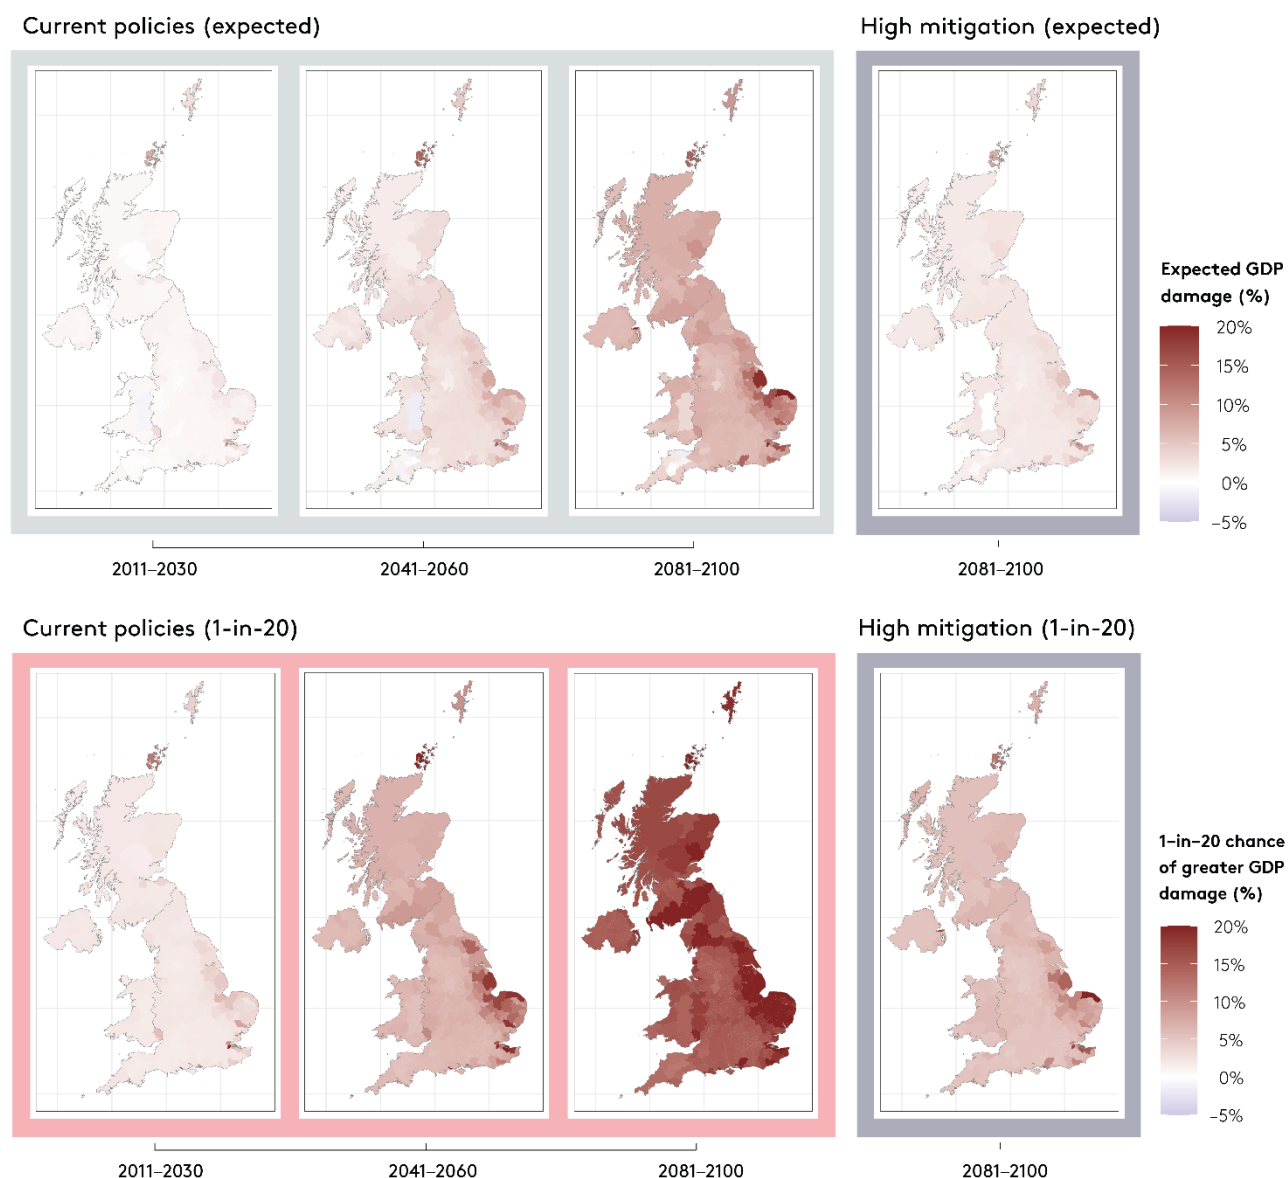 Current policies (expected)
High mitigation (expected)
Expected GDP
damage (%)
20%
15%
10%
5%
0%
–5%
2011–2030
2041–2060
2081–2100
2081–2100
Current policies (1-in-20)
High mitigation (1-in-20)
1–in–20 chance
of greater GDP
damage (%)
20%
15%
10%
5%
0%
–5%
2011–2030
2041–2060
2081–2100
2081–2100